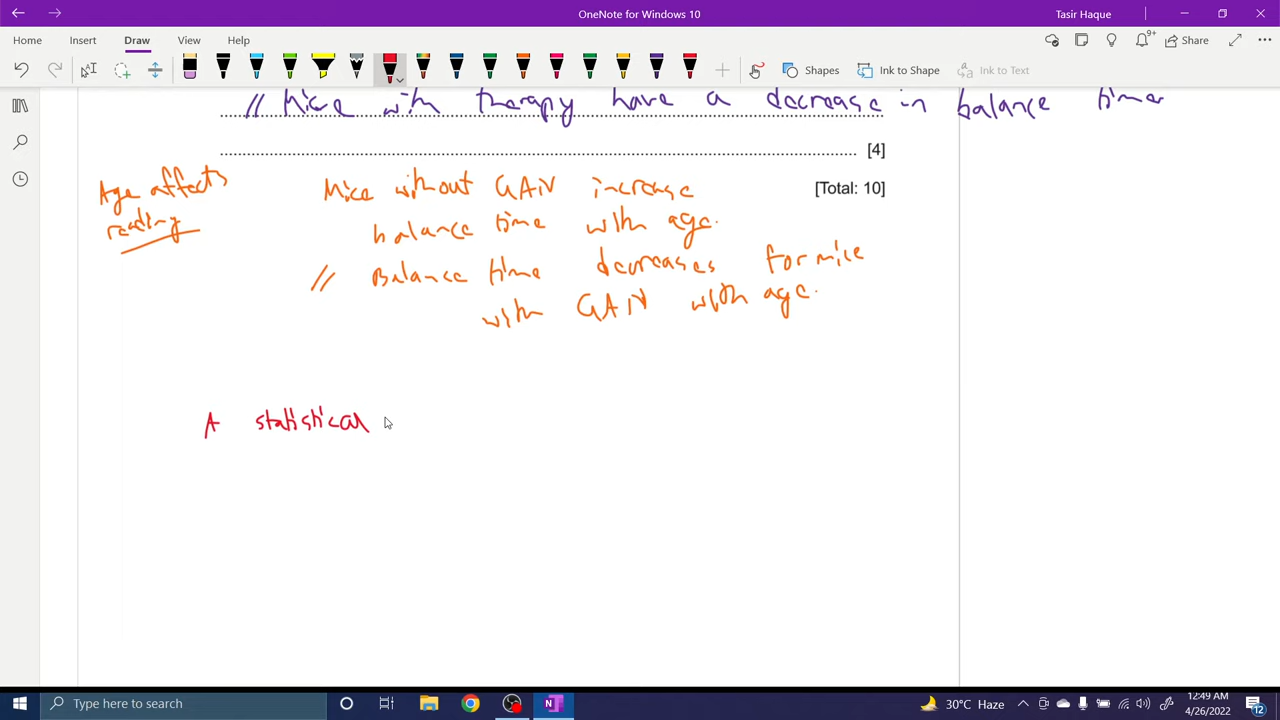 OneNote for Windows 10
Tasir Haque
Home Insert Draw View Help
9+
Share
Shapes
Ink to Shape
Ink to Text
// Mice with therapy have a decrease in balance time
[4]
[Total: 10]
Age affects
reading
Mice without GAN increase
balance time with age.
// Balance time decreases for mice
with GAN with age.
A statistical
Type here to search
30°C Haze
12:49 AM
4/26/2022
12